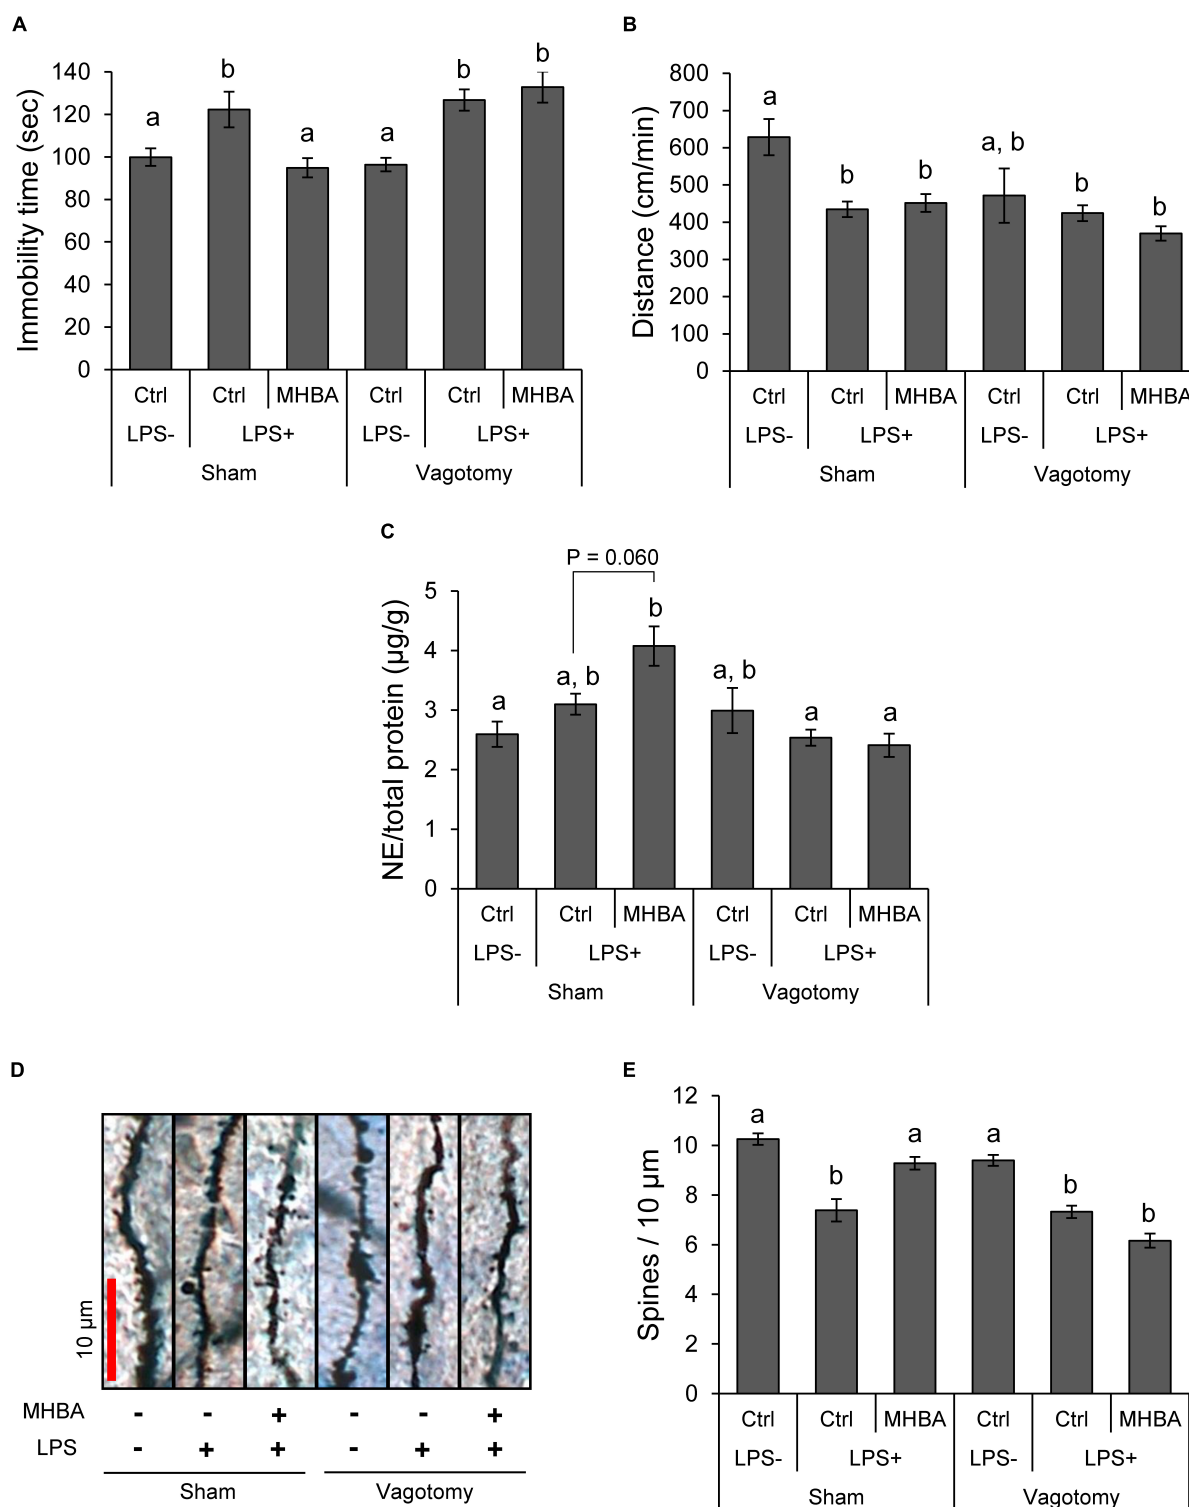 A
Immobility time (sec)
140
120
100
80
60
40
20
0
a
b
a
a
b
b
Ctrl Ctrl MHBA Ctrl Ctrl MHBA
LPS- LPS+ LPS- LPS+
Sham Vagotomy
B
Distance (cm/min)
800
700
600
500
400
300
200
100
0
a
b
b
a, b
b
b
Ctrl Ctrl MHBA Ctrl Ctrl MHBA
LPS- LPS+ LPS- LPS+
Sham Vagotomy
C
P = 0.060
NE/total protein (µg/g)
5
4
3
2
1
0
a
a, b
b
a, b
a
a
Ctrl Ctrl MHBA Ctrl Ctrl MHBA
LPS- LPS+ LPS- LPS+
Sham Vagotomy
D
10 µm
MHBA - - + - - +
LPS - + + - + +
Sham Vagotomy
E
Spines / 10 µm
12
10
8
6
4
2
0
a
b
a
a
b
b
Ctrl Ctrl MHBA Ctrl Ctrl MHBA
LPS- LPS+ LPS- LPS+
Sham Vagotomy